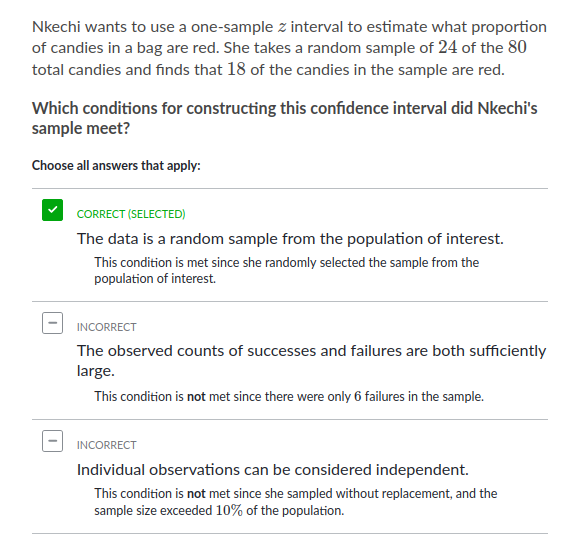 Nkechi wants to use a one-sample z interval to estimate what proportion
of candies in a bag are red. She takes a random sample of 24 of the 80
total candies and finds that 18 of the candies in the sample are red.
Which conditions for constructing this confidence interval did Nkechi's
sample meet?
Choose all answers that apply:
CORRECT (SELECTED)
The data is a random sample from the population of interest.
This condition is met since she randomly selected the sample from the
population of interest.
INCORRECT
The observed counts of successes and failures are both sufficiently
large.
This condition is not met since there were only 6 failures in the sample.
INCORRECT
Individual observations can be considered independent.
This condition is not met since she sampled without replacement, and the
sample size exceeded 10% of the population.